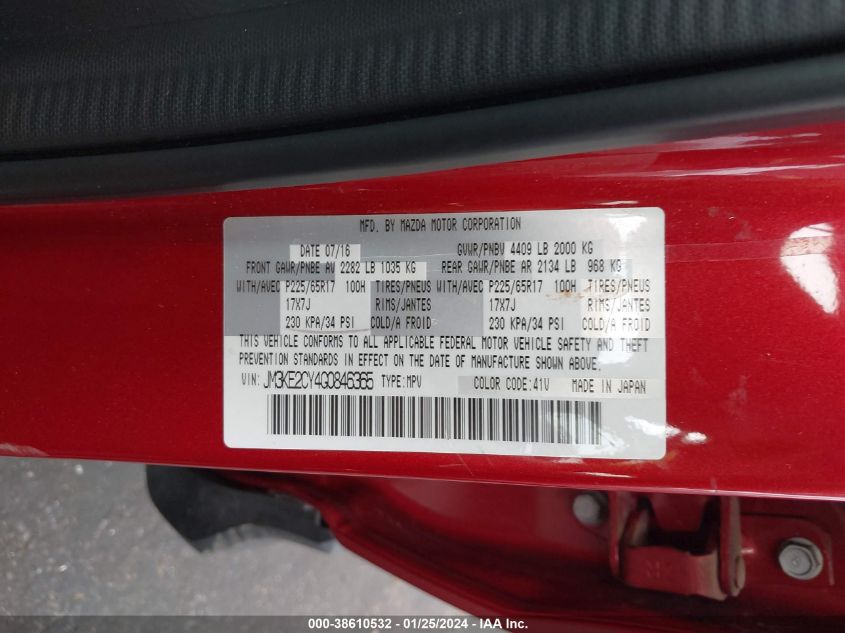 MFD. BY MAZDA MOTOR CORPORATION
DATE 07/16 GVWR/PNBV 4409 LB 2000 KG
FRONT GAWR/PNBE AV 2282 LB 1035 KG REAR GAWR/PNBE AR 2134 LB 968 KG
WITH/AVEC P225/65R17 100H TIRES/PNEUS WITH/AVEC P225/65R17 100H TIRES/PNEUS
17X7J RIMS/JANTES 17X7J RIMS/JANTES
230 KPA/34 PSI COLD/A FROID 230 KPA/34 PSI COLD/A FROID
THIS VEHICLE CONFORMS TO ALL APPLICABLE FEDERAL MOTOR VEHICLE SAFETY AND THEFT
PREVENTION STANDARDS IN EFFECT ON THE DATE OF MANUFACTURE SHOWN ABOVE.
VIN: JM3KE2CY4G0846365 TYPE:MPV COLOR CODE:41V MADE IN JAPAN
000-38610532 - 01/25/2024 - IAA Inc.